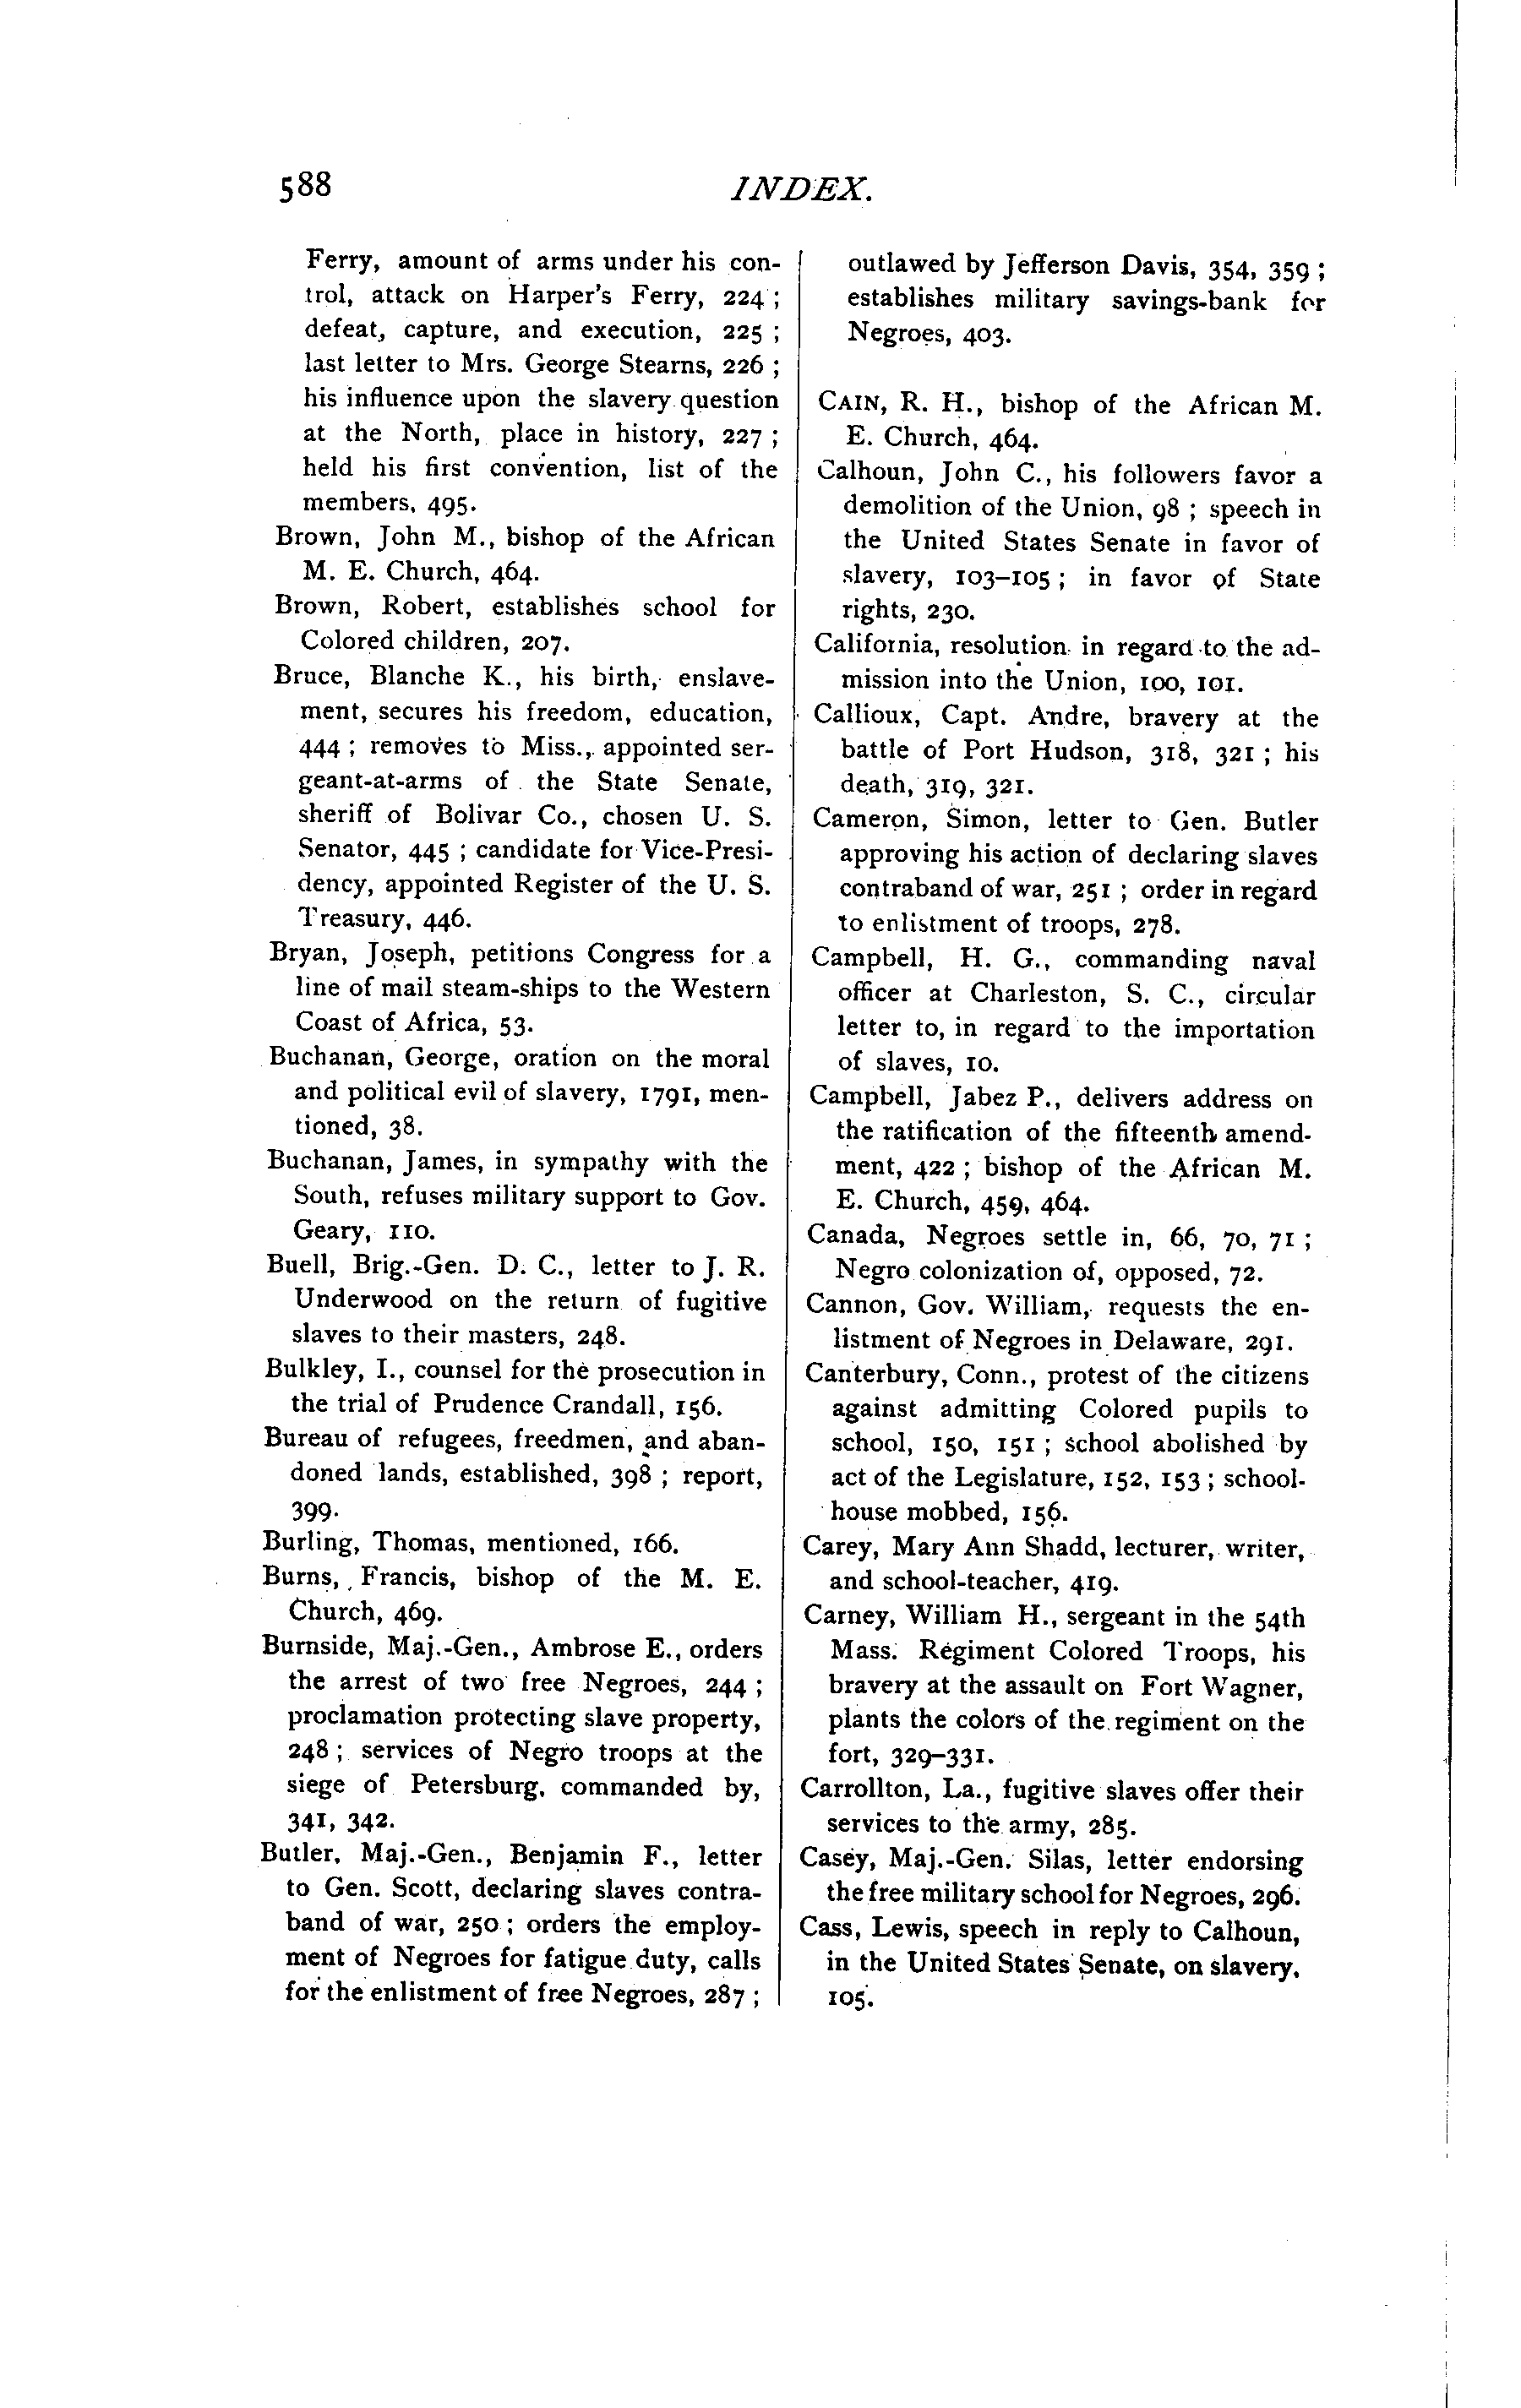 588
INDEX.
Ferry, amount of arms under his con-
trol, attack on Harper's Ferry, 224 ;
defeat, capture, and execution, 225 ;
last letter to Mrs. George Stearns, 226 ;
his influence upon the slavery question
at the North, place in history, 227 ;
held his first convention, list of the
members, 495.
Brown, John M., bishop of the African
M. E. Church, 464.
Brown, Robert, establishes school for
Colored children, 207.
Bruce, Blanche K., his birth, enslave-
ment, secures his freedom, education,
444 ; removes to Miss., appointed ser-
geant-at-arms of the State Senate,
sheriff of Bolivar Co., chosen U. S.
Senator, 445 ; candidate for Vice-Presi-
dency, appointed Register of the U. S.
Treasury, 446.
Bryan, Joseph, petitions Congress for a
line of mail steam-ships to the Western
Coast of Africa, 53.
Buchanan, George, oration on the moral
and political evil of slavery, 1791, men-
tioned, 38.
Buchanan, James, in sympathy with the
South, refuses military support to Gov.
Geary, 110.
Buell, Brig.-Gen. D. C., letter to J. R.
Underwood on the return of fugitive
slaves to their masters, 248.
Bulkley, I., counsel for the prosecution in
the trial of Prudence Crandall, 156.
Bureau of refugees, freedmen, and aban-
doned lands, established, 398 ; report,
399.
Burling, Thomas, mentioned, 166.
Burns, Francis, bishop of the M. E.
Church, 469.
Burnside, Maj.-Gen., Ambrose E., orders
the arrest of two free Negroes, 244 ;
proclamation protecting slave property,
248 ; services of Negro troops at the
siege of Petersburg, commanded by,
341, 342.
Butler, Maj.-Gen., Benjamin F., letter
to Gen. Scott, declaring slaves contra-
band of war, 250 ; orders the employ-
ment of Negroes for fatigue duty, calls
for the enlistment of free Negroes, 287 ;
outlawed by Jefferson Davis, 354, 359 ;
establishes military savings-bank for
Negroes, 403.
CAIN, R. H., bishop of the African M.
E. Church, 464.
Calhoun, John C., his followers favor a
demolition of the Union, 98 ; speech in
the United States Senate in favor of
slavery, 103–105 ; in favor of State
rights, 230.
California, resolution in regard to the ad-
mission into the Union, 100, 101.
Callioux, Capt. Andre, bravery at the
battle of Port Hudson, 318, 321 ; his
death, 319, 321.
Cameron, Simon, letter to Gen. Butler
approving his action of declaring slaves
contraband of war, 251 ; order in regard
to enlistment of troops, 278.
Campbell, H. G., commanding naval
officer at Charleston, S. C., circular
letter to, in regard to the importation
of slaves, 10.
Campbell, Jabez P., delivers address on
the ratification of the fifteenth amend-
ment, 422 ; bishop of the African M.
E. Church, 459, 464.
Canada, Negroes settle in, 66, 70, 71 ;
Negro colonization of, opposed, 72.
Cannon, Gov. William, requests the en-
listment of Negroes in Delaware, 291.
Canterbury, Conn., protest of the citizens
against admitting Colored pupils to
school, 150, 151 ; school abolished by
act of the Legislature, 152, 153 ; school-
house mobbed, 156.
Carey, Mary Ann Shadd, lecturer, writer,
and school-teacher, 419.
Carney, William H., sergeant in the 54th
Mass. Regiment Colored Troops, his
bravery at the assault on Fort Wagner,
plants the colors of the regiment on the
fort, 329–331.
Carrollton, La., fugitive slaves offer their
services to the army, 285.
Casey, Maj.-Gen. Silas, letter endorsing
the free military school for Negroes, 296.
Cass, Lewis, speech in reply to Calhoun,
in the United States Senate, on slavery,
105.